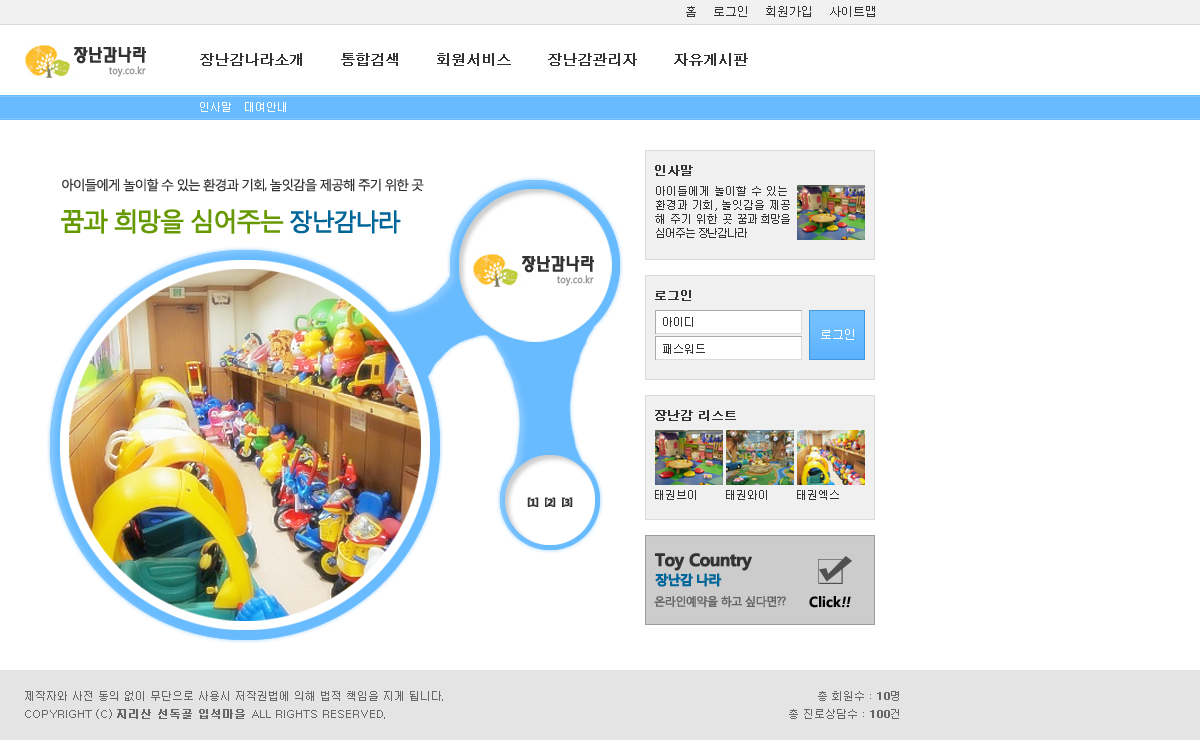 홈 로그인 회원가입 사이트맵
장난감나라
toy.co.kr
장난감나라소개 통합검색 회원서비스 장난감관리자 자유게시판
인사말 대여안내
아이들에게 놀이할 수 있는 환경과 기회, 놀잇감을 제공해 주기 위한 곳
꿈과 희망을 심어주는 장난감나라
장난감나라
toy.co.kr
[1] [2] [3]
인사말
아이들에게 놀이할 수 있는
환경과 기회, 놀잇감을 제공
해 주기 위한 곳 꿈과 희망을
심어주는 장난감나라
로그인
아이디
패스워드
로그인
장난감 리스트
태권브이 태권와이 태권엑스
Toy Country
장난감 나라
온라인예약을 하고 싶다면??
Click!!
제작자와 사전 동의 없이 무단으로 사용시 저작권법에 의해 법적 책임을 지게 됩니다.
COPYRIGHT (C) 지리산 선독골 입석마을 ALL RIGHTS RESERVED.
총 회원수 : 10명
총 진로상담수 : 100건